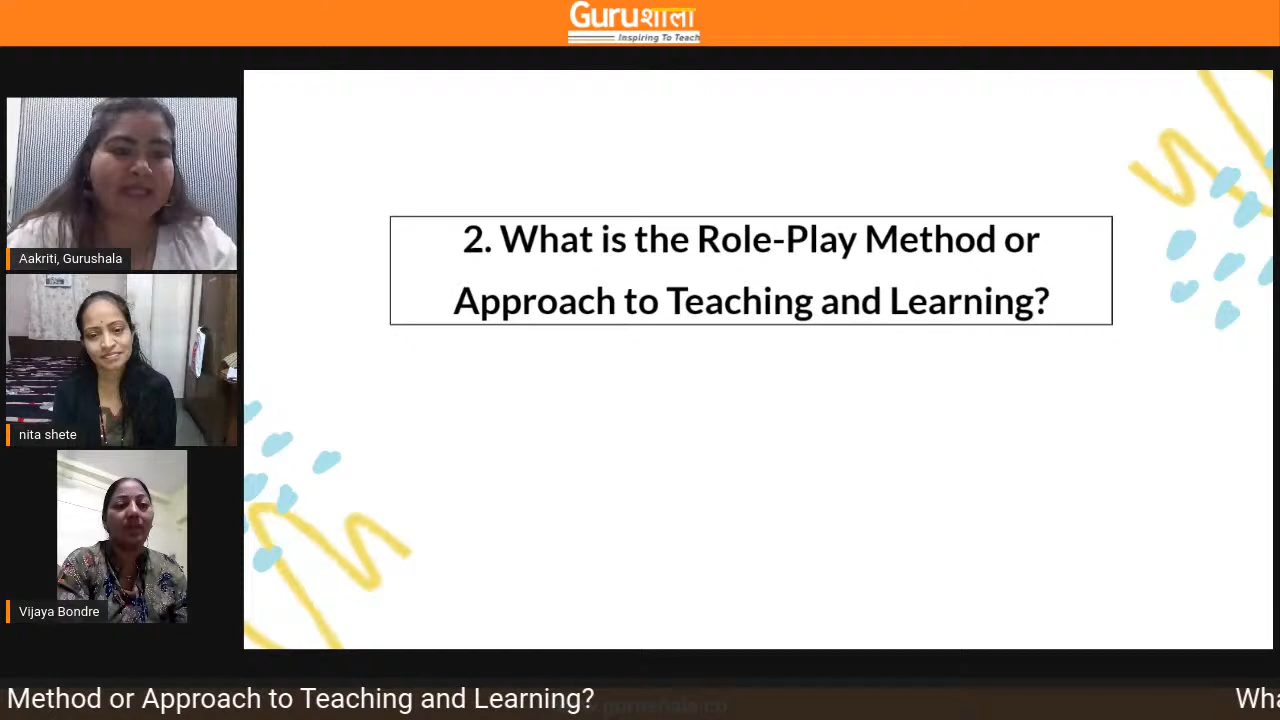 Guruशाला
Inspiring To Teach
Aakriti, Gurushala
nita shete
Vijaya Bondre
2. What is the Role-Play Method or
Approach to Teaching and Learning?
Method or Approach to Teaching and Learning?
Wha